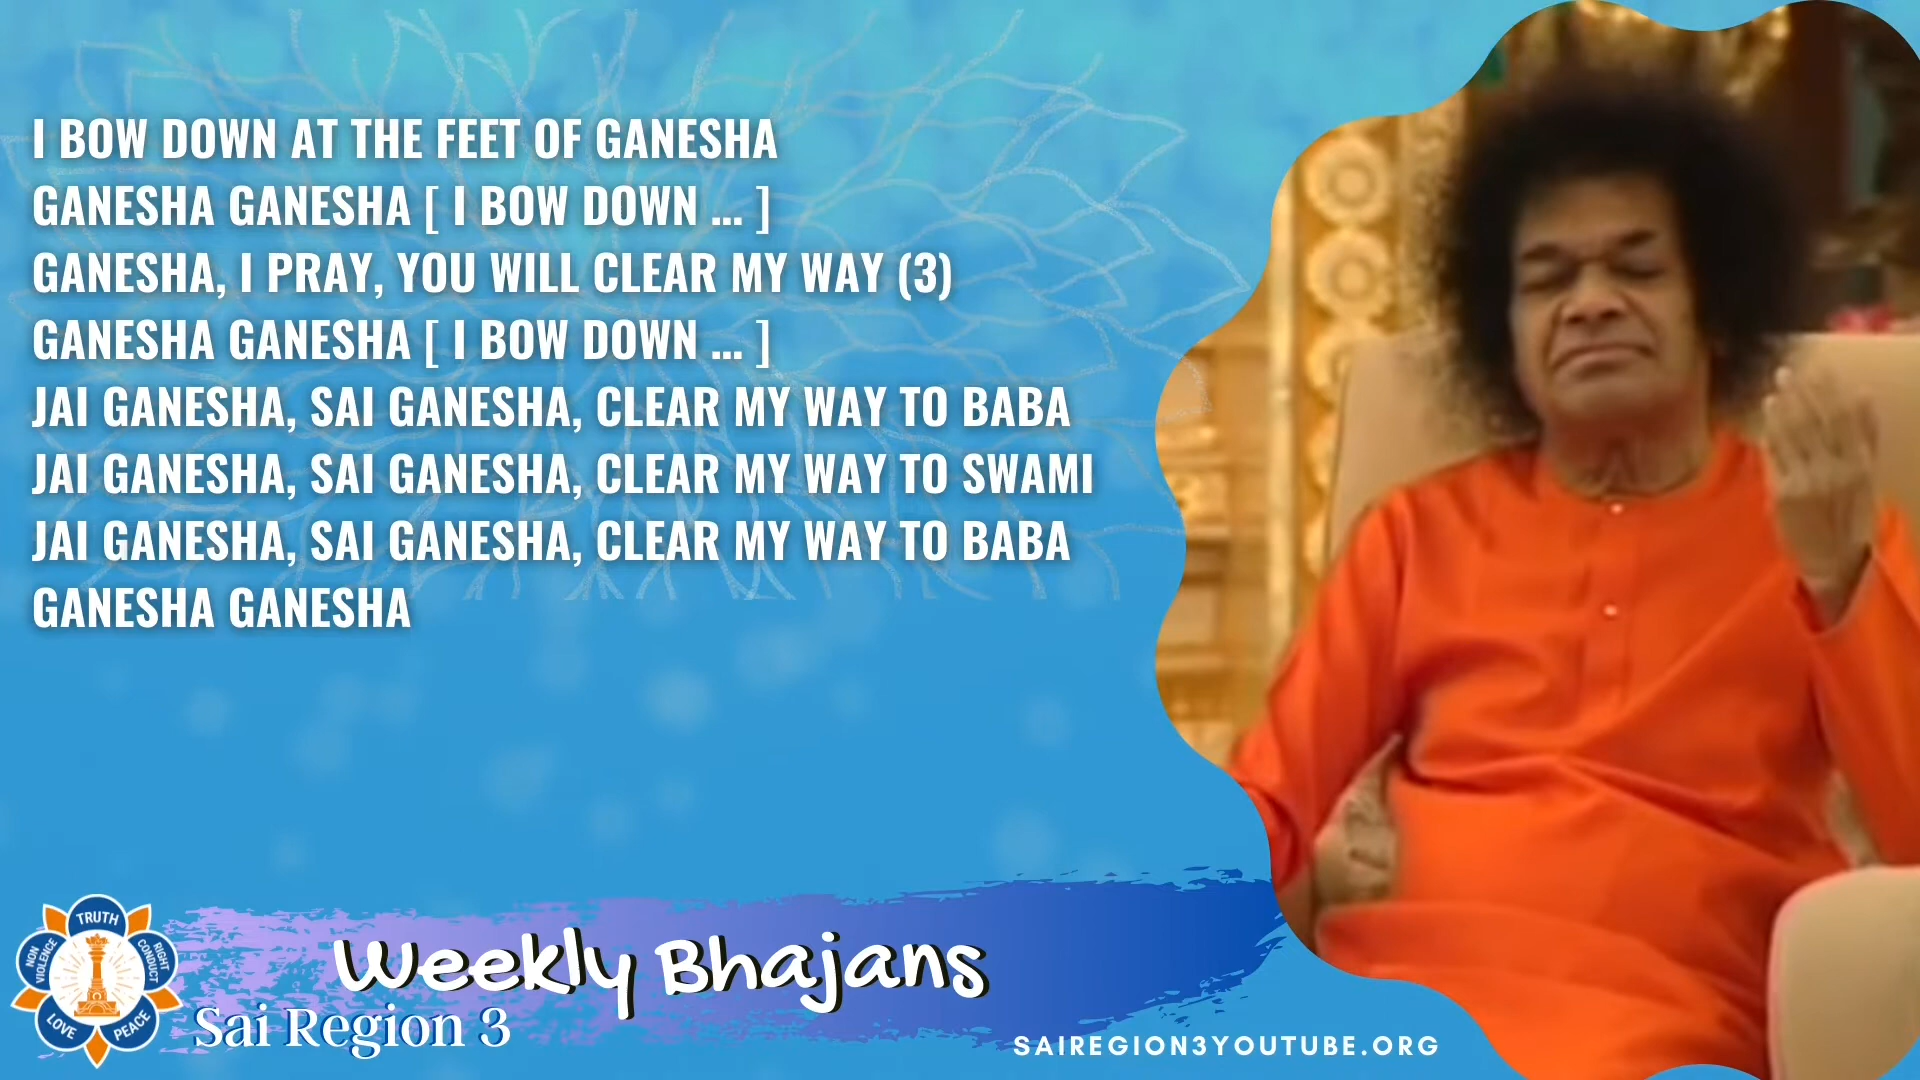 I BOW DOWN AT THE FEET OF GANESHA
GANESHA GANESHA [ I BOW DOWN ... ]
GANESHA, I PRAY, YOU WILL CLEAR MY WAY (3)
GANESHA GANESHA [ I BOW DOWN ... ]
JAI GANESHA, SAI GANESHA, CLEAR MY WAY TO BABA
JAI GANESHA, SAI GANESHA, CLEAR MY WAY TO SWAMI
JAI GANESHA, SAI GANESHA, CLEAR MY WAY TO BABA
GANESHA GANESHA
TRUTH
RIGHT
CONDUCT
PEACE
LOVE
NON
VIOLENCE
Weekly Bhajans
Sai Region 3
SAIREGION3YOUTUBE.ORG